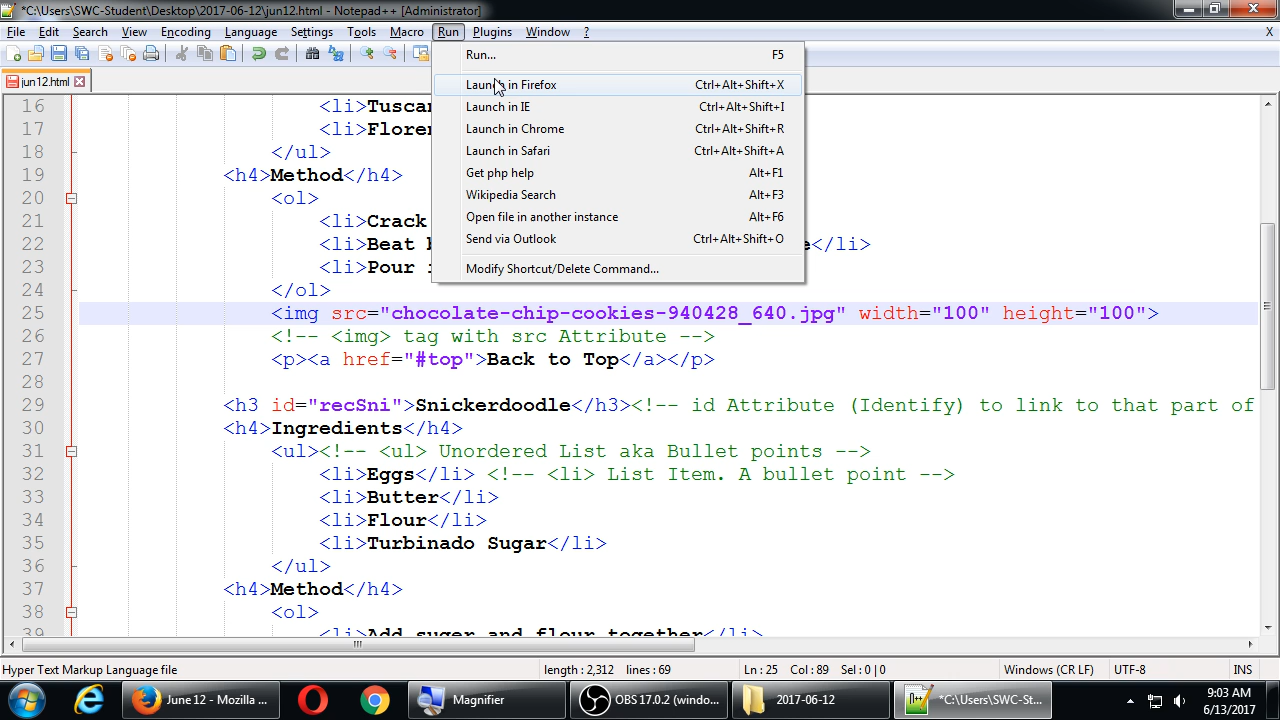 *C:\Users\SWC-Student\Desktop\2017-06-12\jun12.html - Notepad++ [Administrator]
File Edit Search View Encoding Language Settings Tools Macro Run Plugins Window ? X
jun12.html
Run... F5
Launch in Firefox Ctrl+Alt+Shift+X
Launch in IE Ctrl+Alt+Shift+I
Launch in Chrome Ctrl+Alt+Shift+R
Launch in Safari Ctrl+Alt+Shift+A
Get php help Alt+F1
Wikipedia Search Alt+F3
Open file in another instance Alt+F6
Send via Outlook Ctrl+Alt+Shift+O
Modify Shortcut/Delete Command...
16 <li>Tuscan
17 <li>Floren
18 </ul>
19 <h4>Method</h4>
20 <ol>
21 <li>Crack
22 <li>Beat e</li>
23 <li>Pour
24 </ol>
25 <img src="chocolate-chip-cookies-940428_640.jpg" width="100" height="100">
26 <!-- <img> tag with src Attribute -->
27 <p><a href="#top">Back to Top</a></p>
28
29 <h3 id="recSni">Snickerdoodle</h3><!-- id Attribute (Identify) to link to that part of
30 <h4>Ingredients</h4>
31 <ul><!-- <ul> Unordered List aka Bullet points -->
32 <li>Eggs</li> <!-- <li> List Item. A bullet point -->
33 <li>Butter</li>
34 <li>Flour</li>
35 <li>Turbinado Sugar</li>
36 </ul>
37 <h4>Method</h4>
38 <ol>
39 <li>Add suger and flour together</li>
Hyper Text Markup Language file length : 2,312 lines : 69 Ln : 25 Col : 89 Sel : 0 | 0 Windows (CR LF) UTF-8 INS
June 12 - Mozilla ... Magnifier OBS 17.0.2 (windo... 2017-06-12 *C:\Users\SWC-St... 9:03 AM
6/13/2017